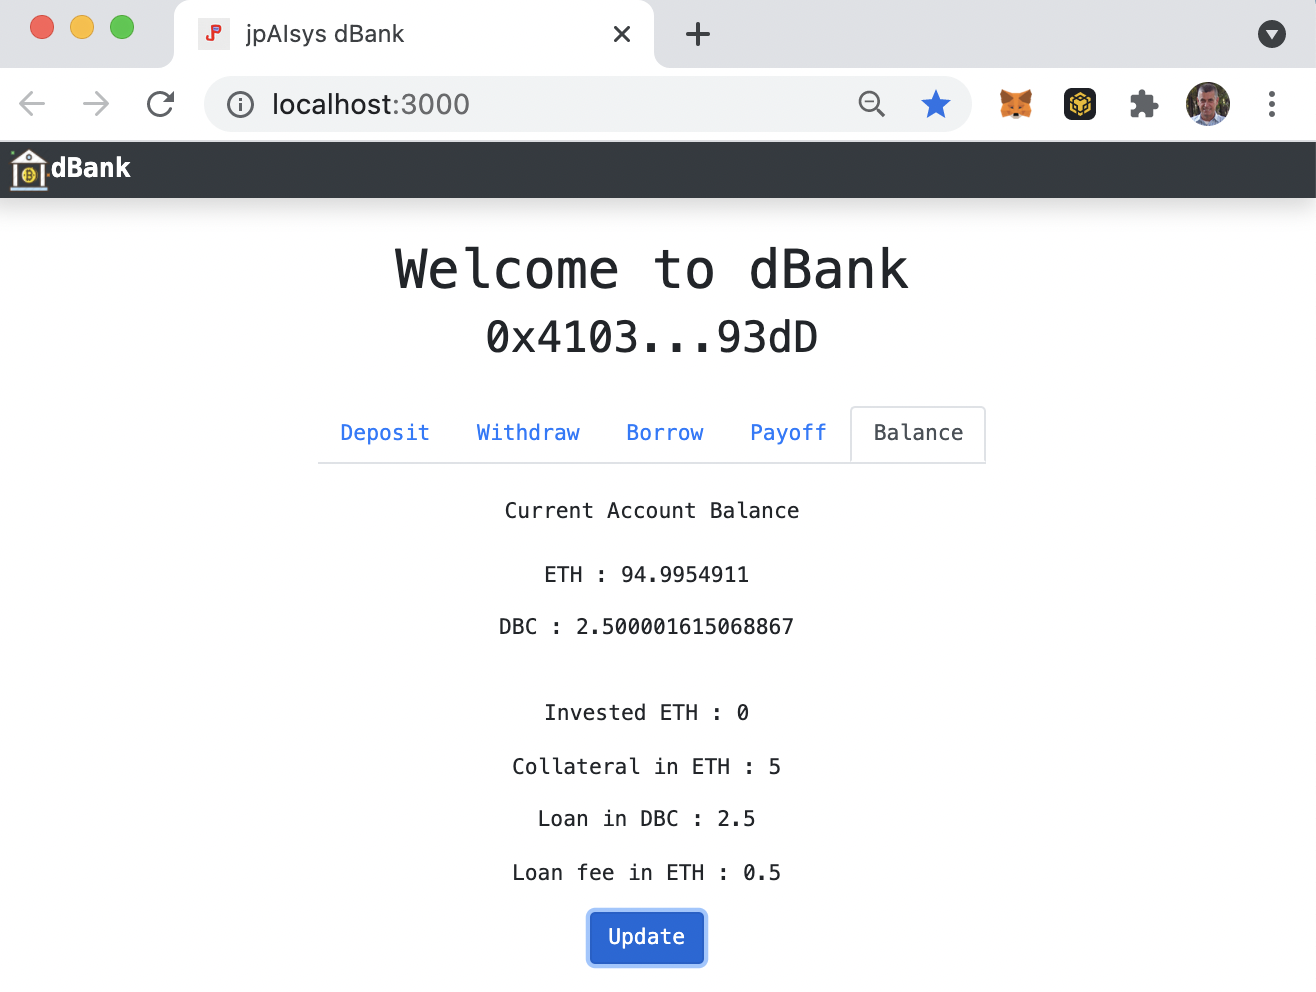 jpAIsys dBank
localhost:3000
dBank
Welcome to dBank
0x4103...93dD
Deposit Withdraw Borrow Payoff Balance
Current Account Balance
ETH : 94.9954911
DBC : 2.500001615068867
Invested ETH : 0
Collateral in ETH : 5
Loan in DBC : 2.5
Loan fee in ETH : 0.5
Update